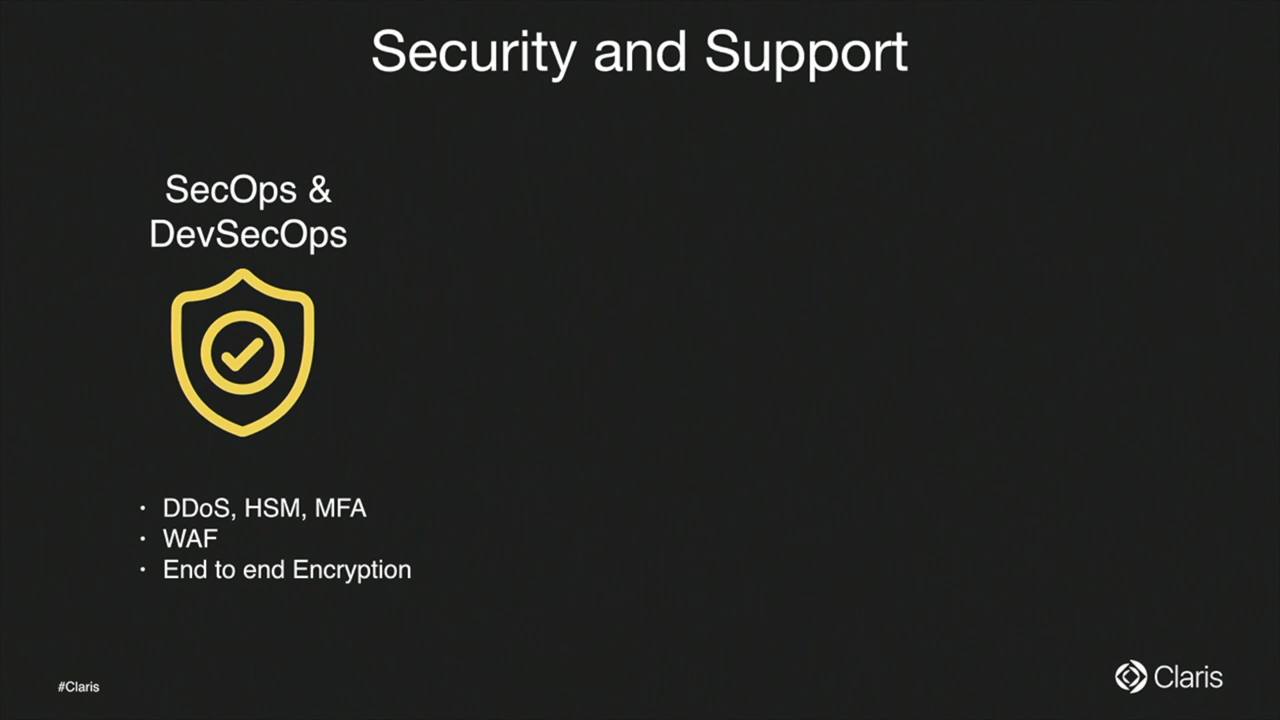 Security and Support
SecOps &
DevSecOps
· DDoS, HSM, MFA
· WAF
· End to end Encryption
#Claris
Claris